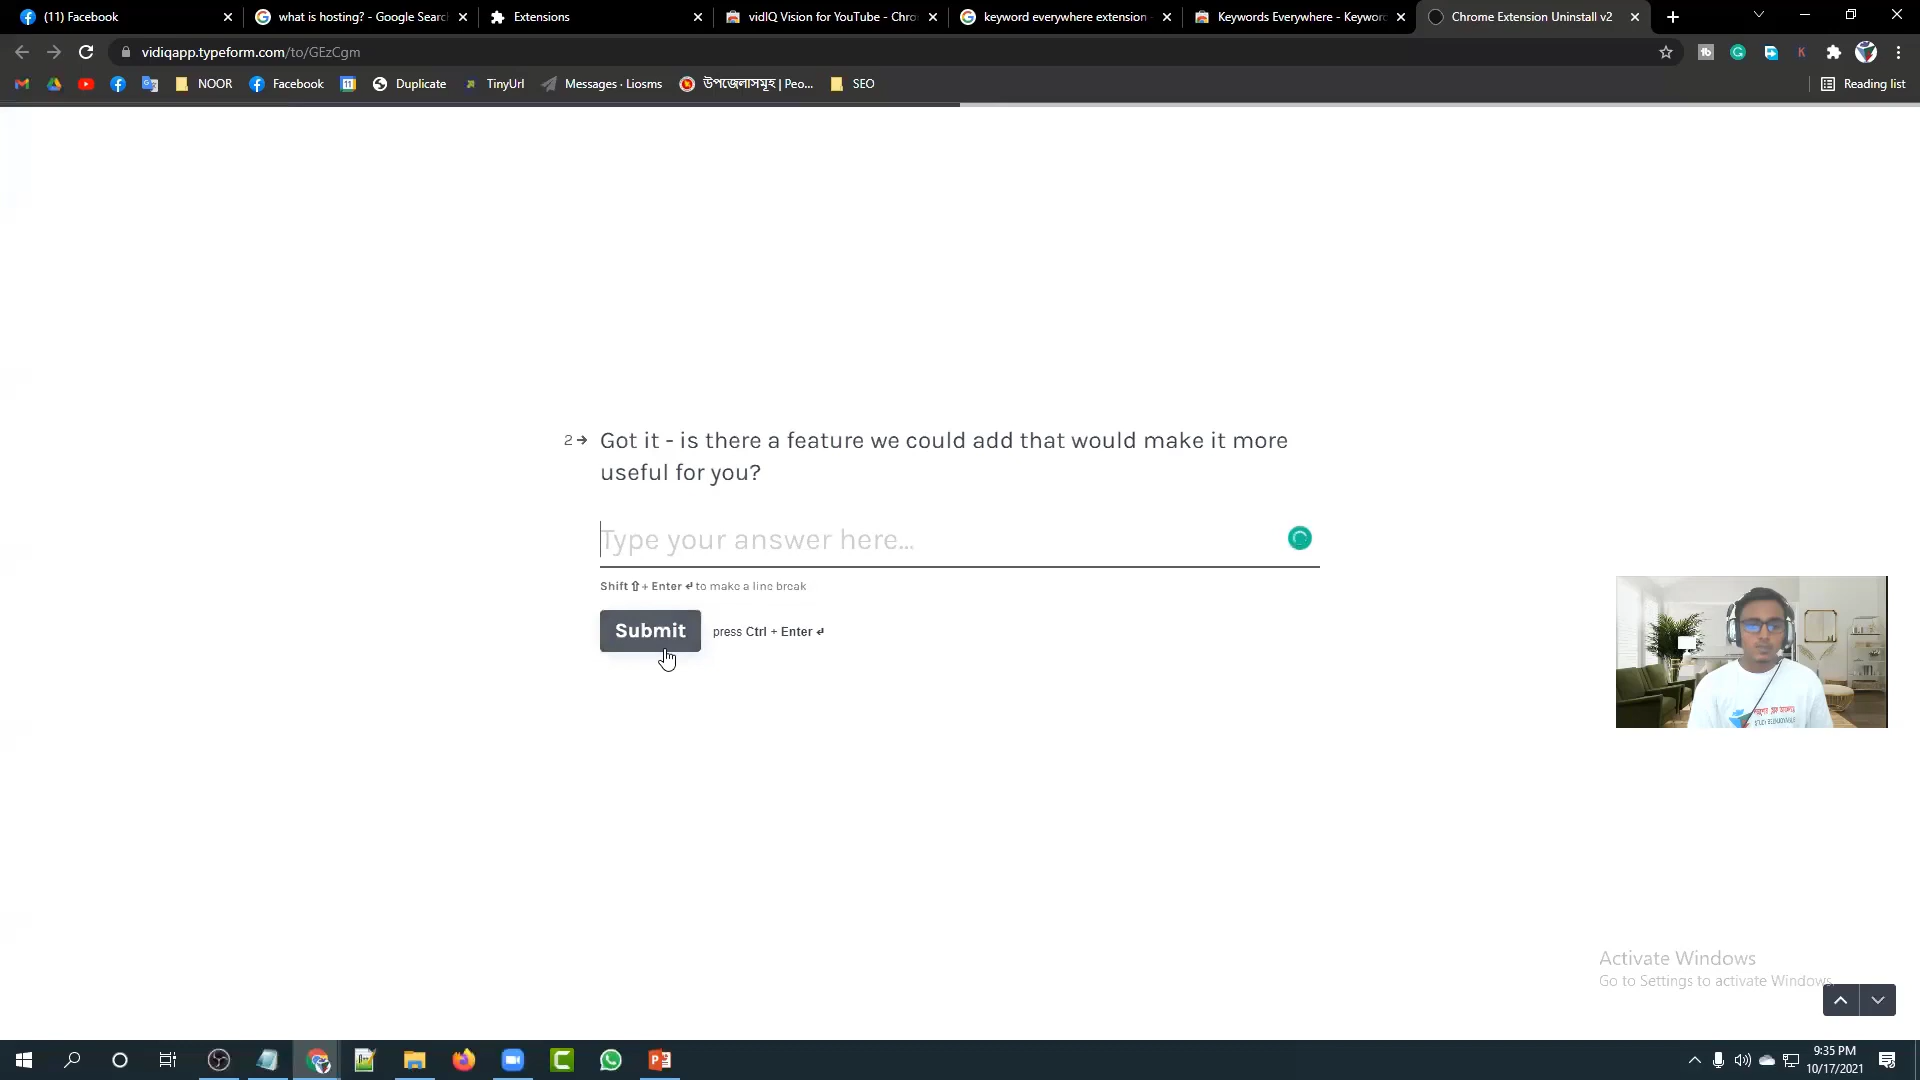 (11) Facebook
what is hosting? - Google Searc
Extensions
vidIQ Vision for YouTube - Chro
keyword everywhere extension -
Keywords Everywhere - Keyword
Chrome Extension Uninstall v2
vidiqapp.typeform.com/to/GEzCgm
NOOR
Facebook
Duplicate
TinyUrl
Messages · Liosms
উপজেলাসমূহ | Peo...
SEO
Reading list
2 → Got it - is there a feature we could add that would make it more
useful for you?
Type your answer here...
Shift ⇧ + Enter ↵ to make a line break
Submit
press Ctrl + Enter ↵
Activate Windows
Go to Settings to activate Windows.
9:35 PM
10/17/2021